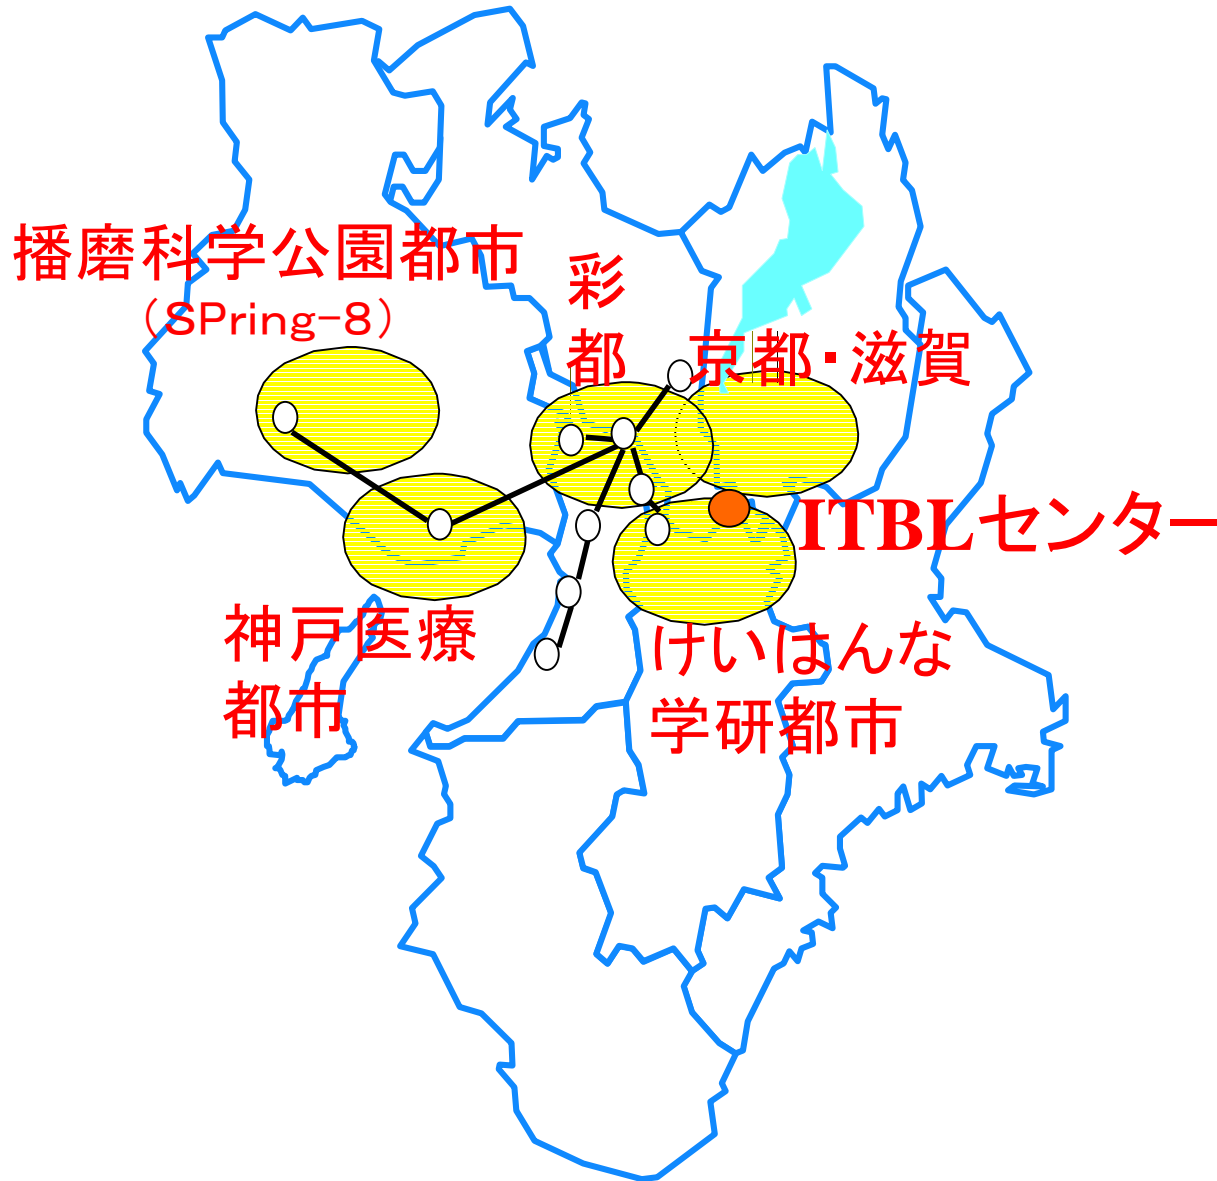 播磨科学公園都市
（SPring-8）
彩
都
京都・滋賀
ITBLセンター
神戸医療
都市
けいはんな
学研都市